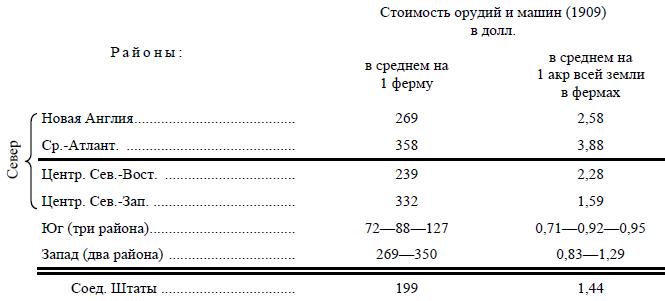 Стоимость орудий и машин (1909)
в долл.
Районы:
в среднем на
1 ферму
в среднем на
1 акр всей земли
в фермах
Север
Новая Англия........................................ 269 2,58
Ср.-Атлант. .......................................... 358 3,88
Центр. Сев.-Вост. ................................... 239 2,28
Центр. Сев.-Зап. .................................... 332 1,59
Юг (три района)..................................... 72—88—127 0,71—0,92—0,95
Запад (два района) ................................ 269—350 0,83—1,29
Соед. Штаты ................................. 199 1,44